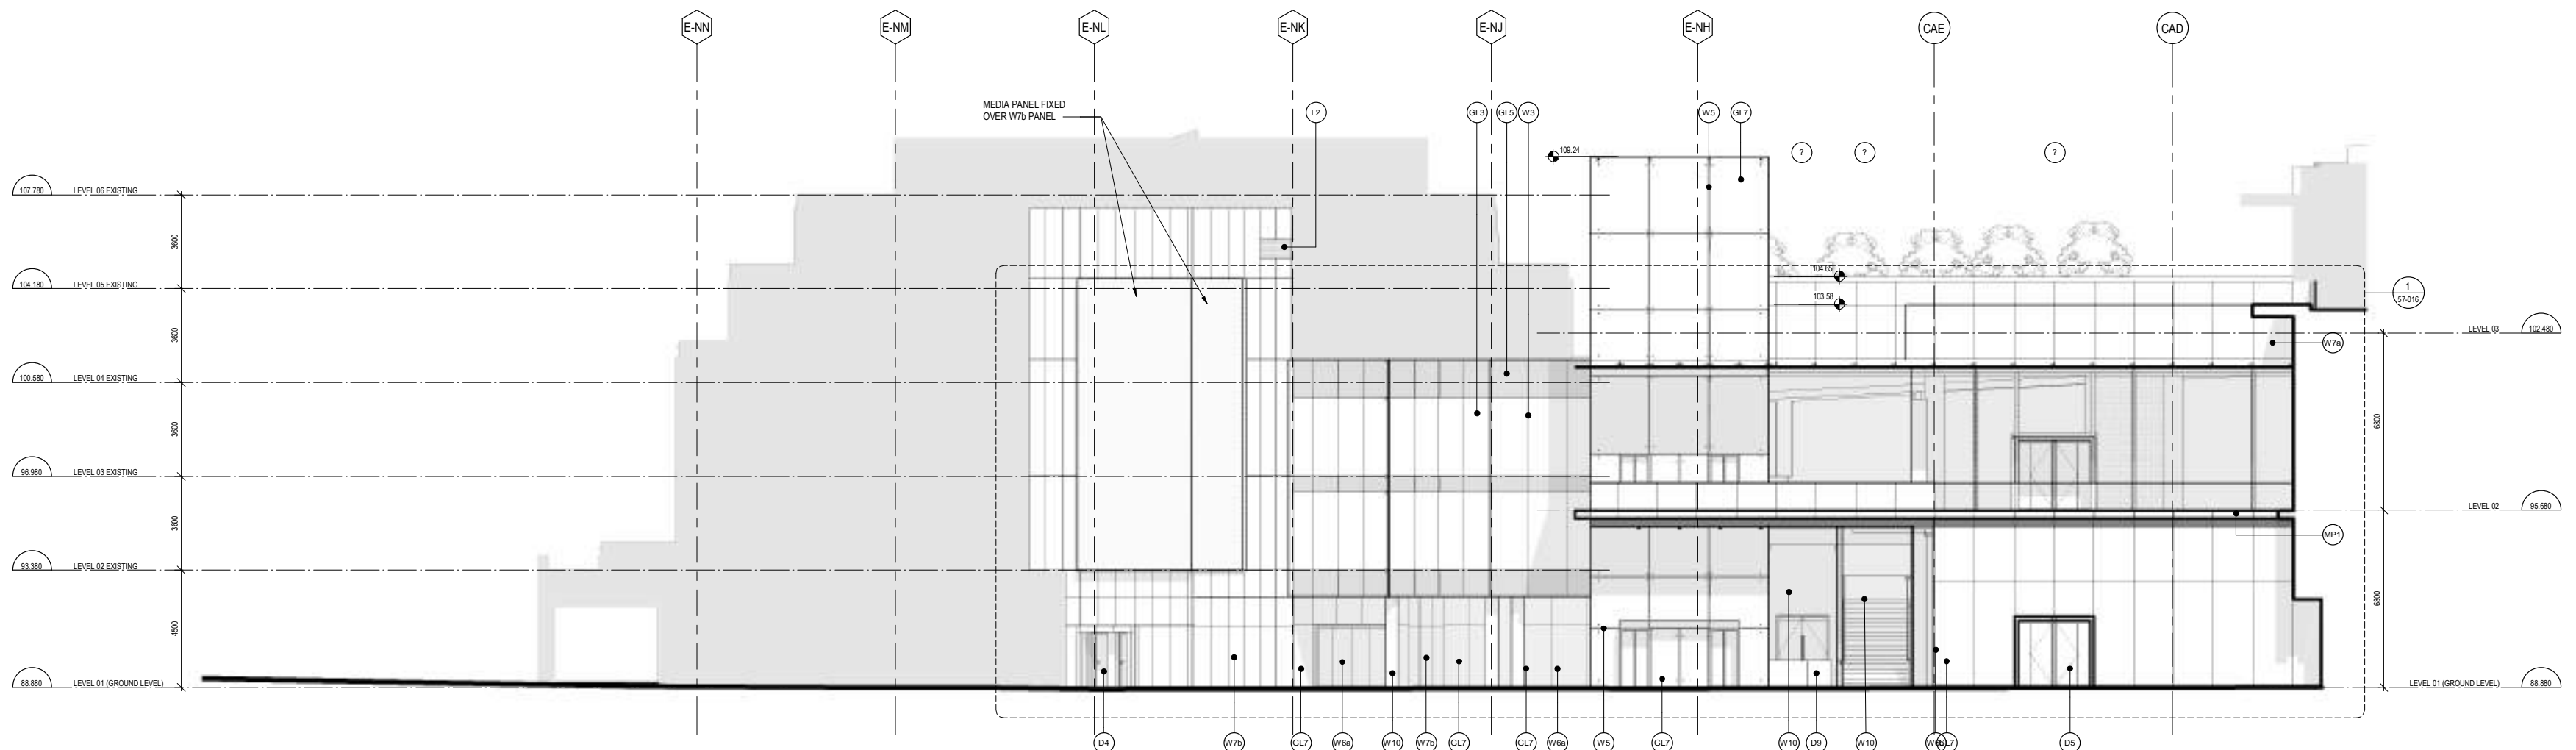 E-NN
E-NM
E-NL
E-NK
E-NJ
E-NH
CAE
CAD
MEDIA PANEL FIXED
OVER W7b PANEL
L2
GL3
GL5
W3
W5
GL7
109.24
?
?
?
107.780
LEVEL 06 EXISTING
3600
104.180
LEVEL 05 EXISTING
104.65
103.58
1
57-016
3600
LEVEL 03
102.480
W7a
100.580
LEVEL 04 EXISTING
3600
6800
96.980
LEVEL 03 EXISTING
3600
LEVEL 02
95.680
MP1
93.380
LEVEL 02 EXISTING
4500
6800
88.880
LEVEL 01 (GROUND LEVEL)
LEVEL 01 (GROUND LEVEL)
88.880
D4
W7b
GL7
W6a
W10
W7b
GL7
GL7
W6a
W5
GL7
W10
D9
W10
GL7
D5